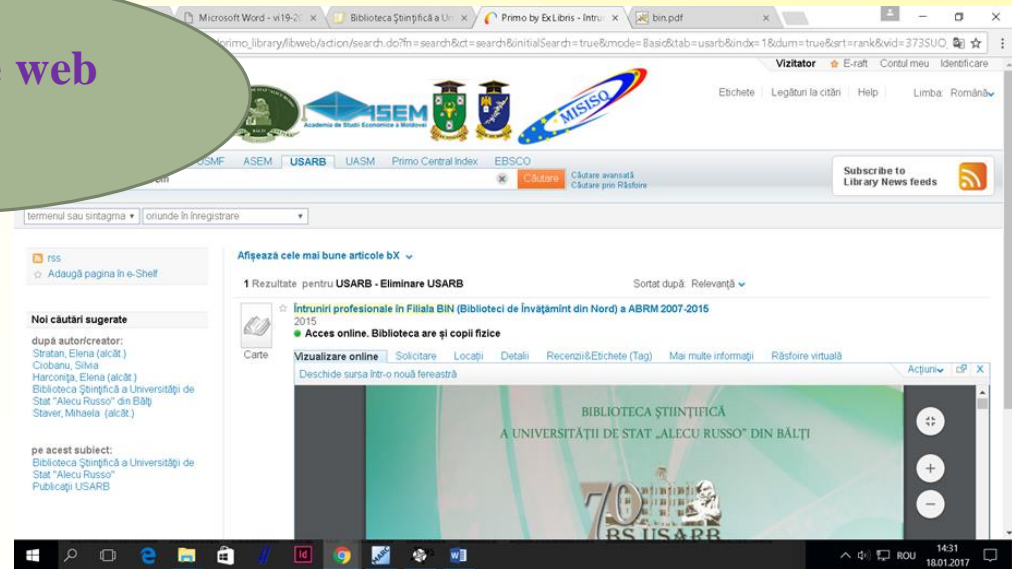 web
Microsoft Word - vi19-20
Biblioteca Ştiinţifică a Un
Primo by ExLibris - Întrun
bin.pdf
primo_library/libweb/action/search.do?fn=search&ct=search&initialSearch=true&mode=Basic&tab=usarb&indx=1&dum=true&srt=rank&vid=373SUO
Vizitator E-raft Contul meu Identificare
Etichete Legături la citări Help Limba: Română
ASEM
Academia de Studii Economice a Moldovei
MISISQ
SMF ASEM USARB UASM Primo Central Index EBSCO
Căutare
Căutare avansată
Căutare prin Răsfoire
Subscribe to
Library News feeds
termenul sau sintagma oriunde în înregistrare
rss
Adaugă pagina în e-Shelf
Noi căutări sugerate
după autor/creator:
Stratan, Elena (alcăt.)
Ciobanu, Silvia
Harconiţa, Elena (alcăt.)
Biblioteca Ştiinţifică a Universităţii de
Stat "Alecu Russo" din Bălţi
Staver, Mihaela (alcăt.)
pe acest subiect:
Biblioteca Ştiinţifică a Universităţii de
Stat "Alecu Russo"
Publicaţii USARB
Afişează cele mai bune articole bX
1 Rezultate pentru USARB - Eliminare USARB
Sortat după: Relevanţă
Întruniri profesionale în Filiala BIN (Biblioteci de Învăţămînt din Nord) a ABRM 2007-2015
2015
Acces online. Biblioteca are şi copii fizice
Carte
Vizualizare online Solicitare Locaţii Detalii Recenzii&Etichete (Tag) Mai multe informaţii Răsfoire virtuală
Deschide sursa într-o nouă fereastră
Acţiuni
BIBLIOTECA ŞTIINŢIFICĂ
A UNIVERSITĂŢII DE STAT „ALECU RUSSO" DIN BĂLŢI
70
BS USARB
ROU
14:31
18.01.2017